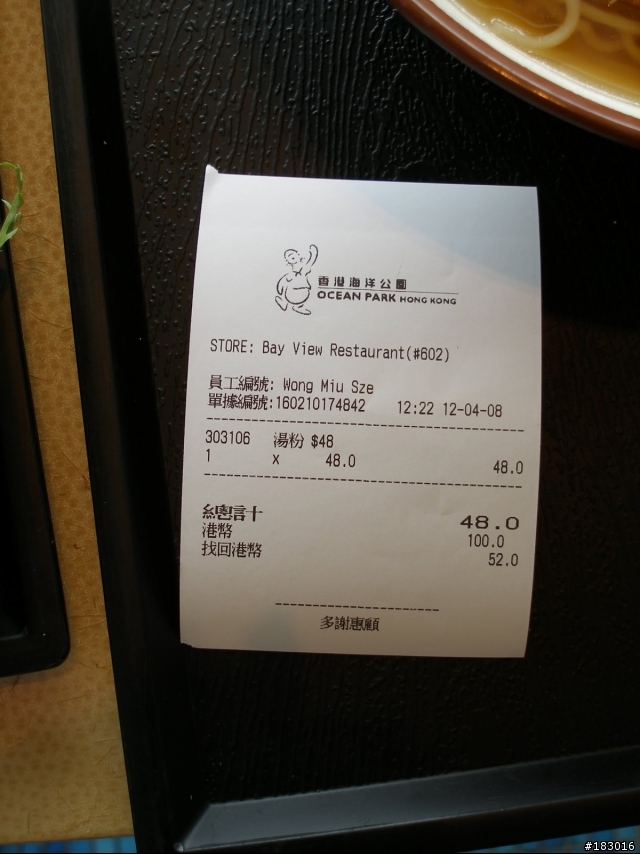 香港海洋公園
OCEAN PARK HONG KONG
STORE: Bay View Restaurant(#602)
員工編號: Wong Miu Sze
單據編號:160210174842 12:22 12-04-08
303106 湯粉 $48
1 x 48.0 48.0
總計 48.0
港幣 100.0
找回港幣 52.0
多謝惠顧
#183016